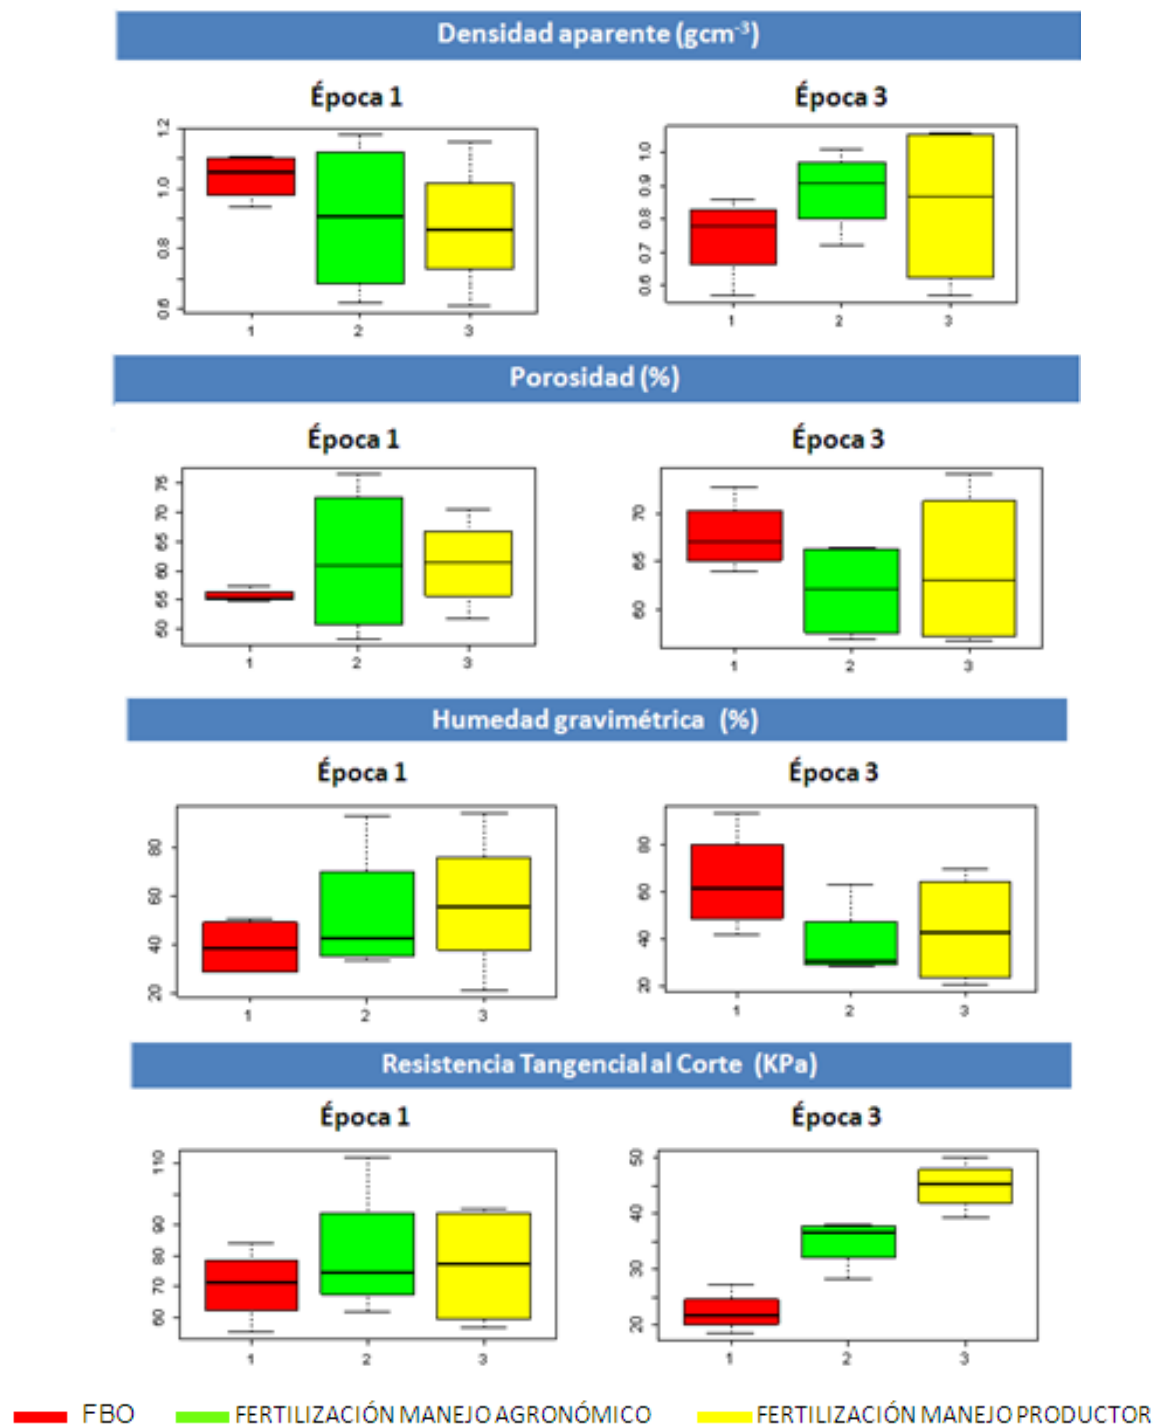 Densidad aparente (gcm⁻³)
Época 1 Época 3
1.2
1.0
0.8
0.6
1 2 3
1.0
0.9
0.8
0.7
0.6
1 2 3
Porosidad (%)
Época 1 Época 3
75
70
65
60
55
50
1 2 3
70
65
60
1 2 3
Humedad gravimétrica (%)
Época 1 Época 3
80
60
40
20
1 2 3
80
60
40
20
1 2 3
Resistencia Tangencial al Corte (KPa)
Época 1 Época 3
110
90
80
70
60
1 2 3
50
40
30
20
1 2 3
FBO FERTILIZACIÓN MANEJO AGRONÓMICO FERTILIZACIÓN MANEJO PRODUCTOR